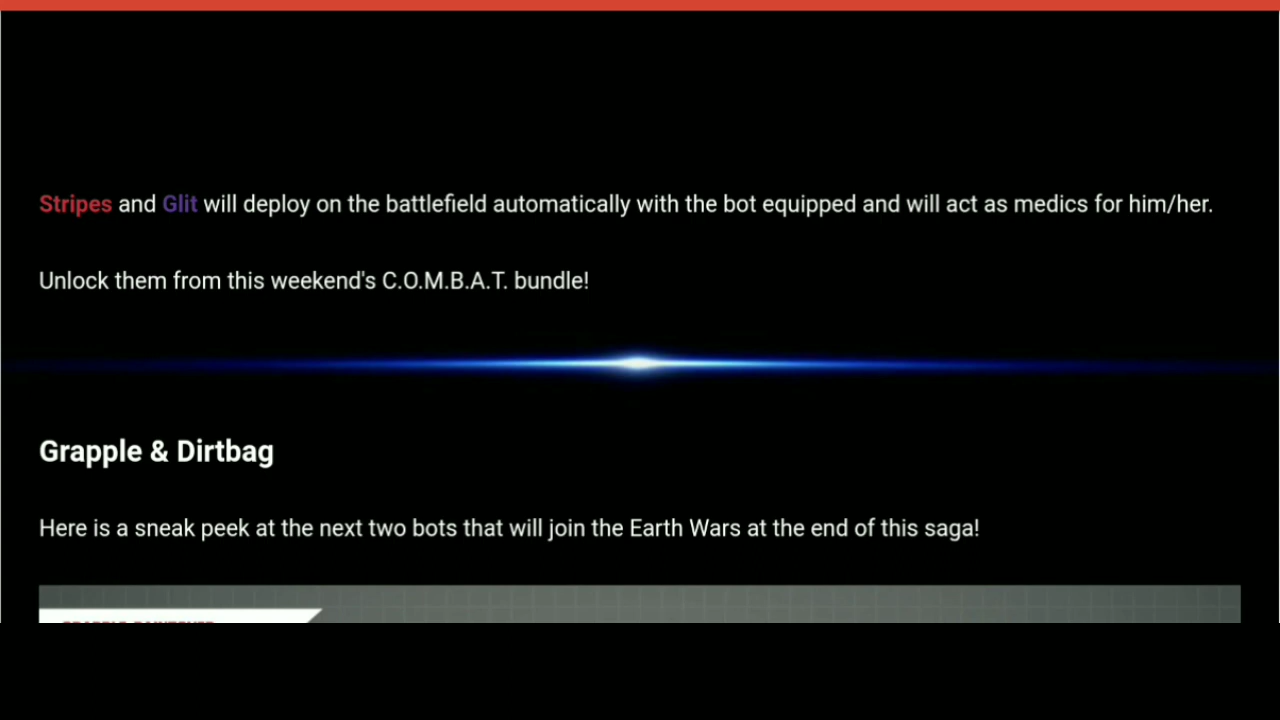 Stripes and Glit will deploy on the battlefield automatically with the bot equipped and will act as medics for him/her.
Unlock them from this weekend's C.O.M.B.A.T. bundle!
Grapple & Dirtbag
Here is a sneak peek at the next two bots that will join the Earth Wars at the end of this saga!